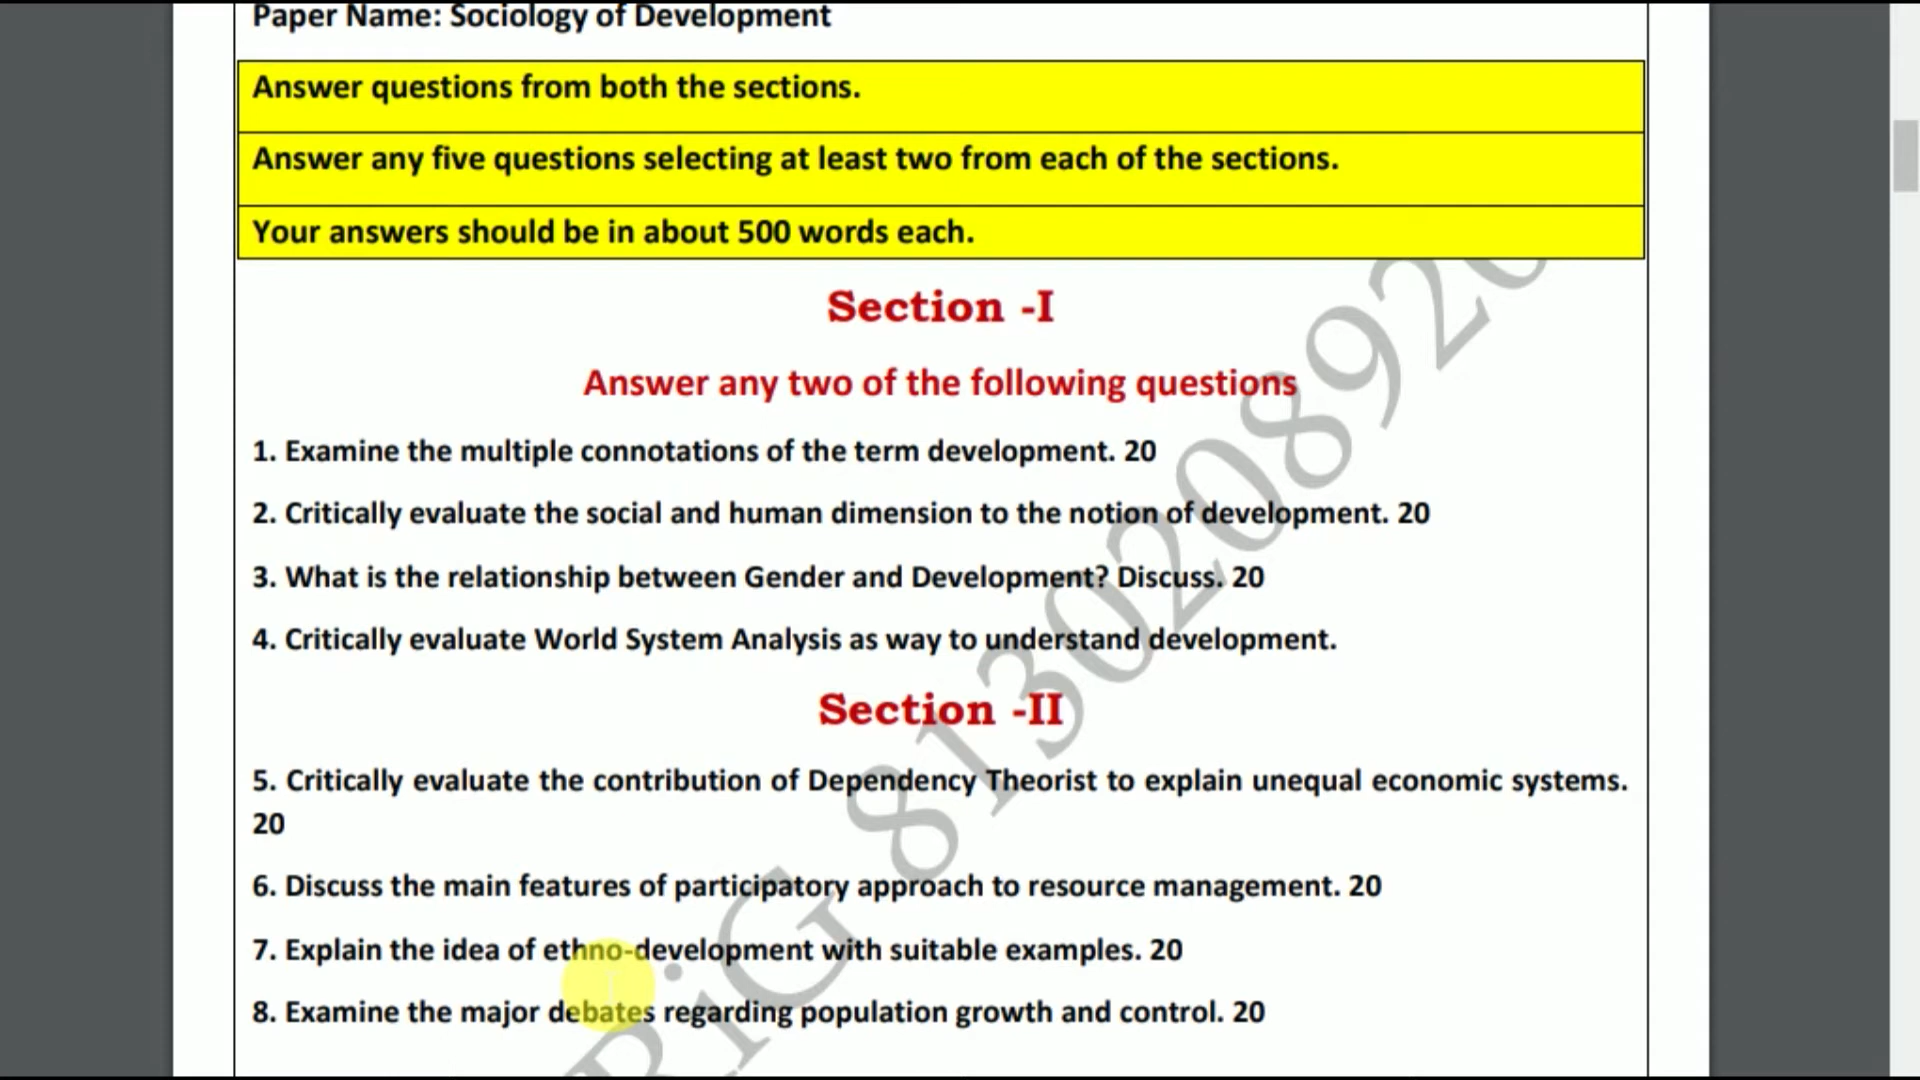 Paper Name: Sociology of Development
Answer questions from both the sections.
Answer any five questions selecting at least two from each of the sections.
Your answers should be in about 500 words each.
Section -I
Answer any two of the following questions
1. Examine the multiple connotations of the term development. 20
2. Critically evaluate the social and human dimension to the notion of development. 20
3. What is the relationship between Gender and Development? Discuss. 20
4. Critically evaluate World System Analysis as way to understand development.
Section -II
5. Critically evaluate the contribution of Dependency Theorist to explain unequal economic systems.
20
6. Discuss the main features of participatory approach to resource management. 20
7. Explain the idea of ethno-development with suitable examples. 20
8. Examine the major debates regarding population growth and control. 20